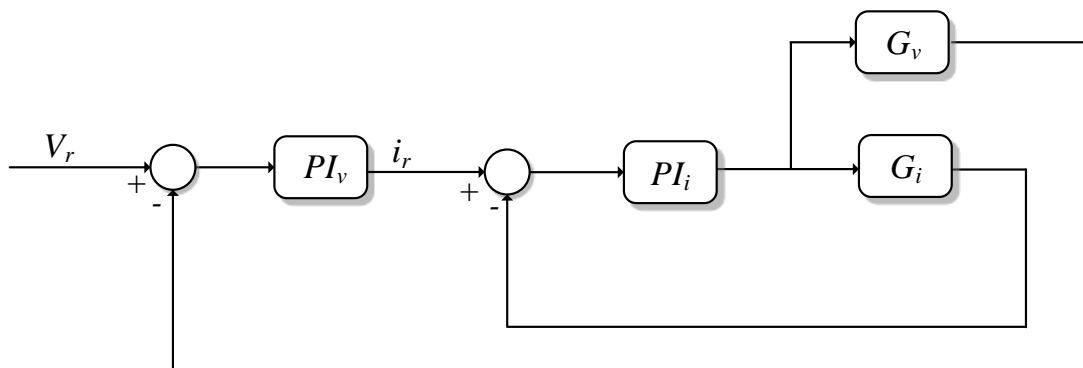 G_v
V_r
+
-
PI_v
i_r
+
-
PI_i
G_i